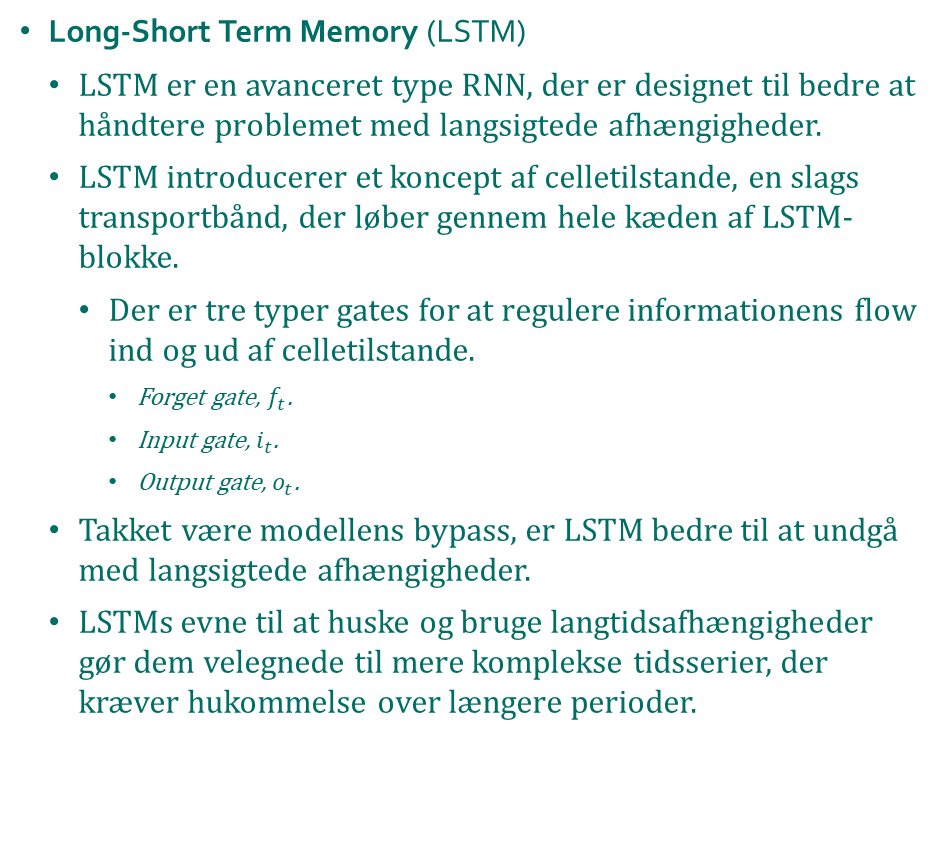 • Long-Short Term Memory (LSTM)
• LSTM er en avanceret type RNN, der er designet til bedre at
håndtere problemet med langsigtede afhængigheder.
• LSTM introducerer et koncept af celletilstande, en slags
transportbånd, der løber gennem hele kæden af LSTM-
blokke.
• Der er tre typer gates for at regulere informationens flow
ind og ud af celletilstande.
• Forget gate, fₜ.
• Input gate, iₜ.
• Output gate, oₜ.
• Takket være modellens bypass, er LSTM bedre til at undgå
med langsigtede afhængigheder.
• LSTMs evne til at huske og bruge langtidsafhængigheder
gør dem velegnede til mere komplekse tidsserier, der
kræver hukommelse over længere perioder.